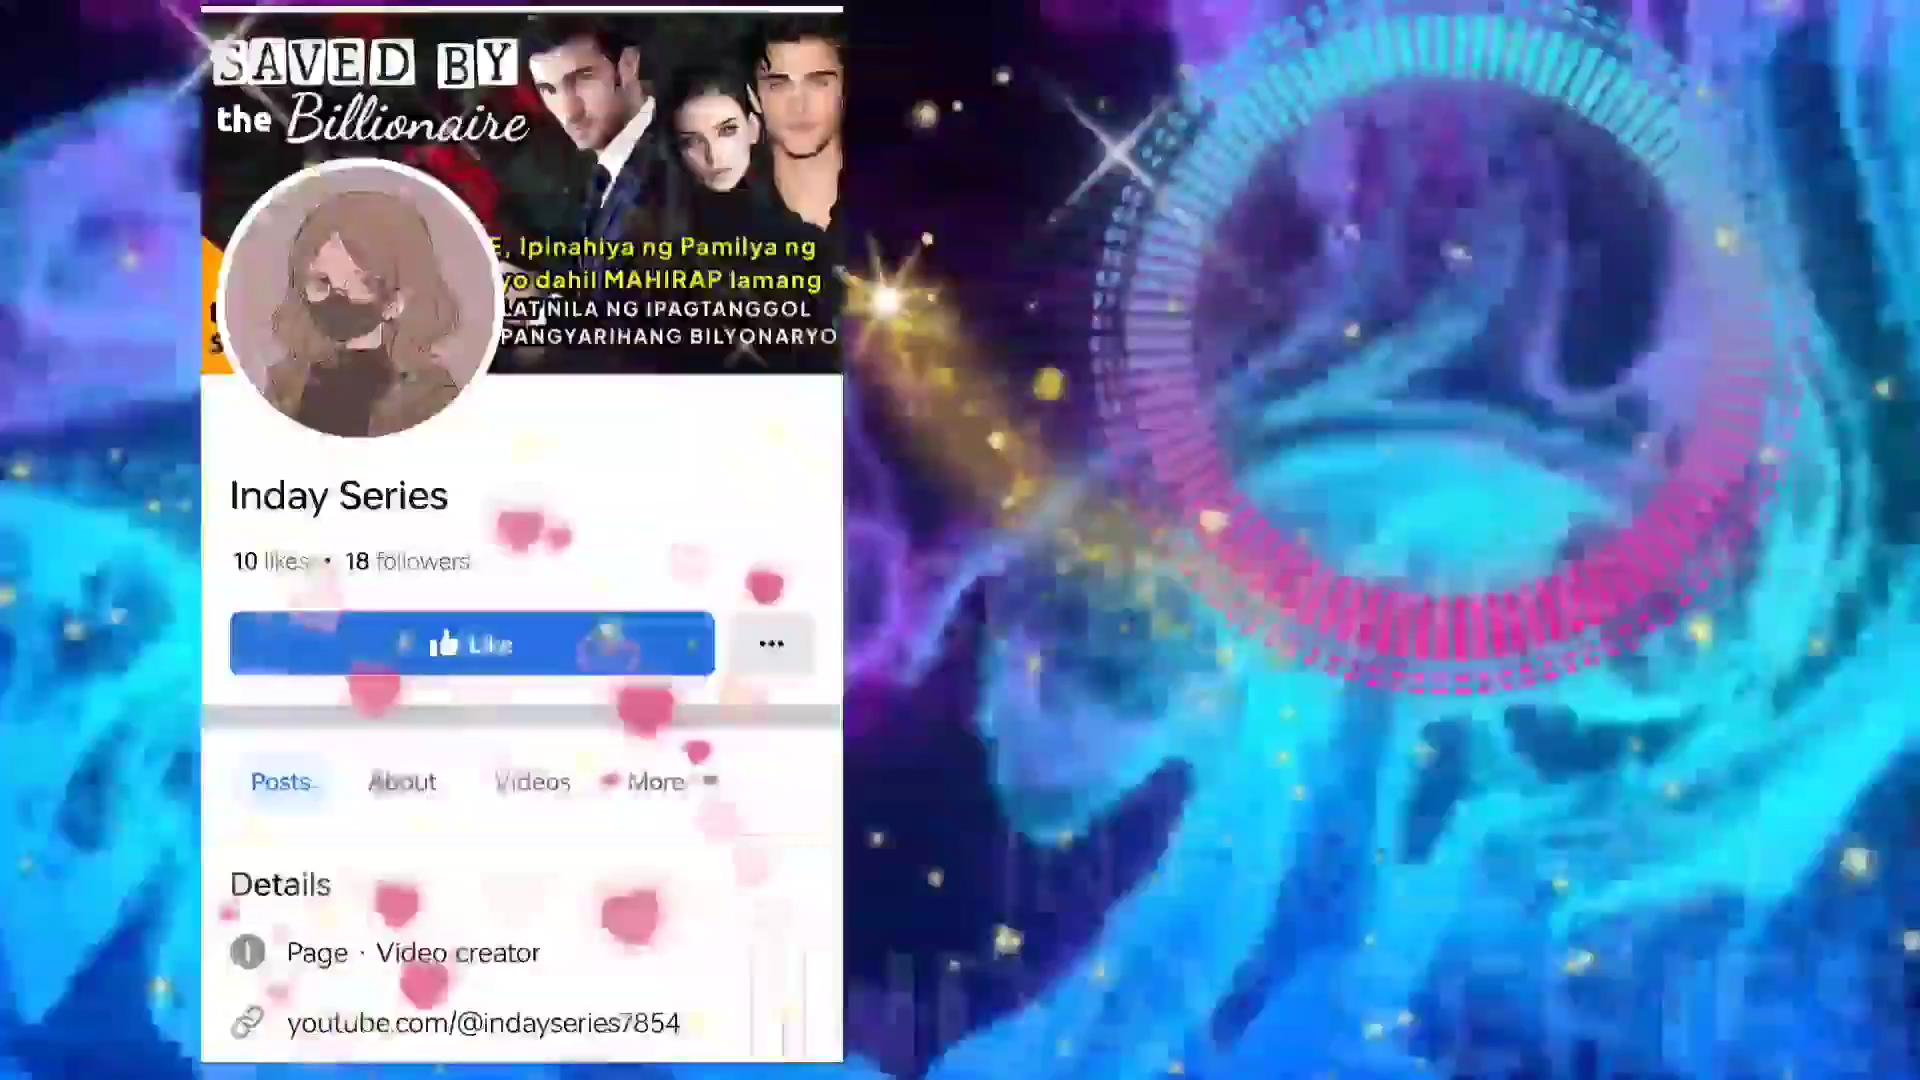 SAVED BY
the Billionaire
E, Ipinahiya ng Pamilya ng
yo dahil MAHIRAP lamang
NILA NG IPAGTANGGOL
PANGYARIHANG BILYONARYO
Inday Series
10 likes • 18 followers
Like
Posts
About
Videos
More
Details
Page · Video creator
youtube.com/@indayseries7854